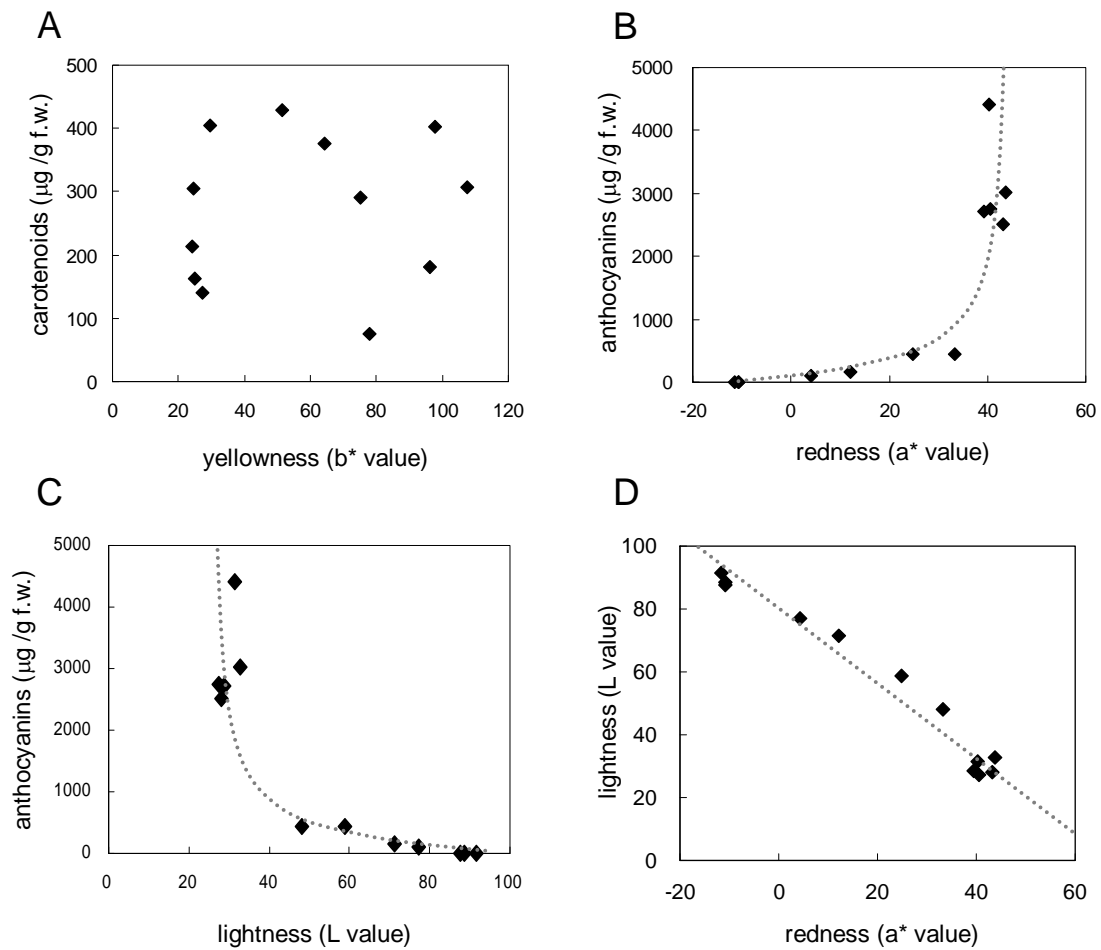 A
500
400
300
200
100
0
0 20 40 60 80 100 120
carotenoids (μg /g f.w.)
yellowness (b* value)
B
5000
4000
3000
2000
1000
0
-20 0 20 40 60
anthocyanins (μg /g f.w.)
redness (a* value)
C
5000
4000
3000
2000
1000
0
0 20 40 60 80 100
anthocyanins (μg /g f.w.)
lightness (L value)
D
100
80
60
40
20
0
-20 0 20 40 60
lightness (L value)
redness (a* value)